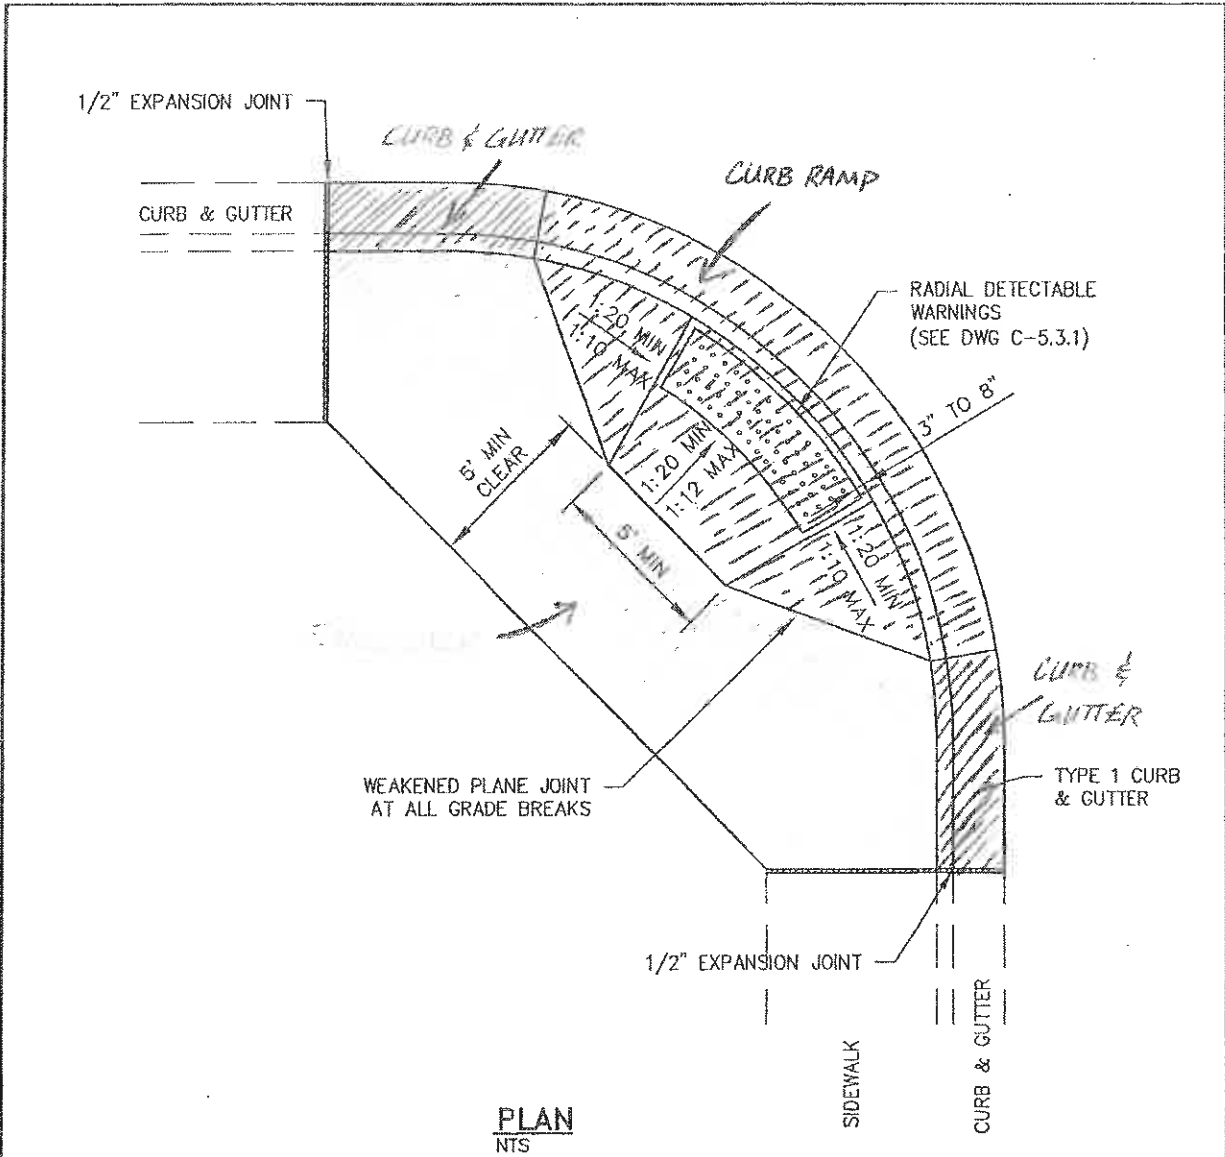 1/2" EXPANSION JOINT
CURB & GUTTER
CURB RAMP
CURB & GUTTER
RADIAL DETECTABLE
WARNINGS
(SEE DWG C-5.3.1)
3" TO 8"
1:20 MIN
1:10 MAX
5' MIN
CLEAR
1:20 MIN
1:12 MAX
5' MIN
1:20 MIN
1:10 MAX
CURB &
GUTTER
WEAKENED PLANE JOINT
AT ALL GRADE BREAKS
TYPE 1 CURB
& GUTTER
1/2" EXPANSION JOINT
SIDEWALK
CURB & GUTTER
PLAN
NTS